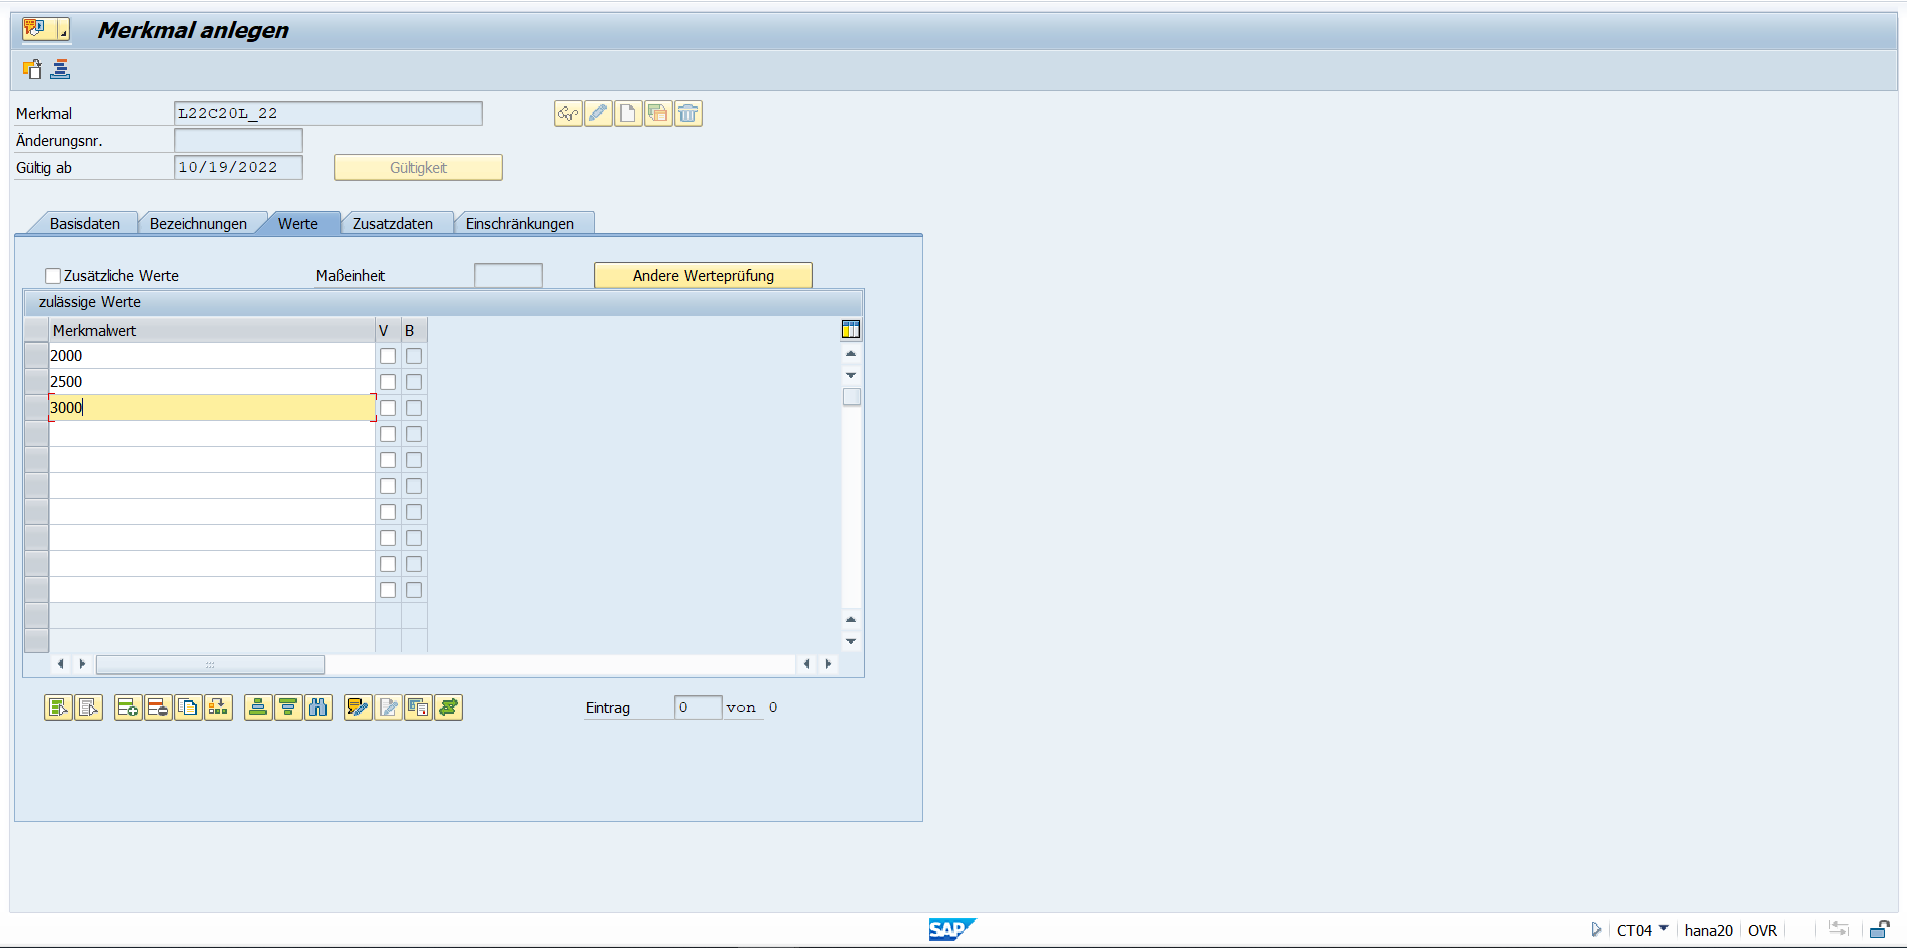 Merkmal anlegen
Merkmal L22C20L_22
Änderungsnr.
Gültig ab 10/19/2022 Gültigkeit
Basisdaten Bezeichnungen Werte Zusatzdaten Einschränkungen
Zusätzliche Werte Maßeinheit Andere Werteprüfung
zulässige Werte
Merkmalwert V B
2000
2500
3000
Eintrag 0 von 0
SAP CT04 hana20 OVR